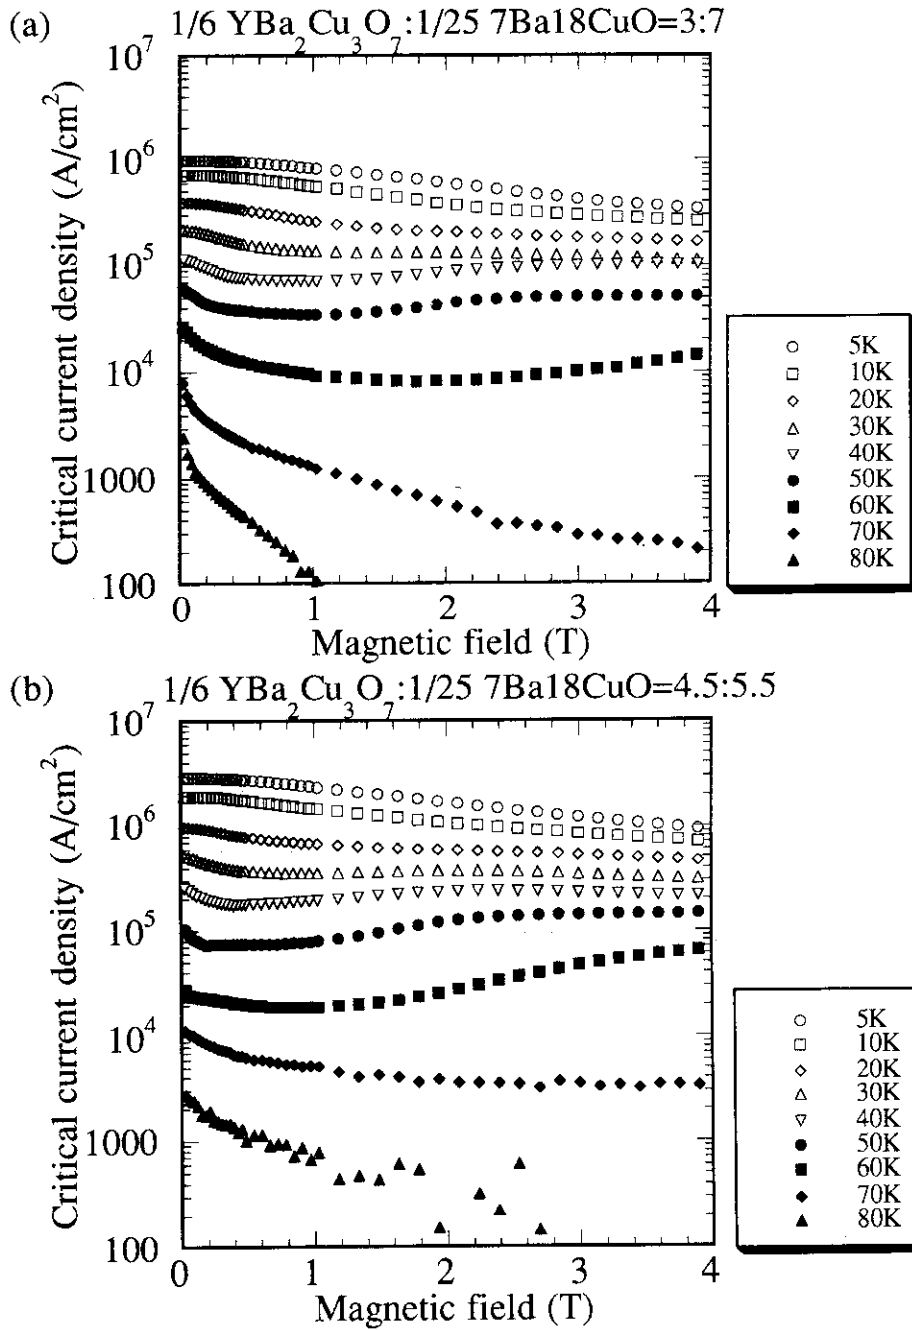 (a) 1/6 YBa2Cu3O7:1/25 7Ba18CuO=3:7
Critical current density (A/cm2)
10^7
10^6
10^5
10^4
1000
100
0 1 2 3 4
Magnetic field (T)
5K
10K
20K
30K
40K
50K
60K
70K
80K
(b) 1/6 YBa2Cu3O7:1/25 7Ba18CuO=4.5:5.5
Critical current density (A/cm2)
10^7
10^6
10^5
10^4
1000
100
0 1 2 3 4
Magnetic field (T)
5K
10K
20K
30K
40K
50K
60K
70K
80K